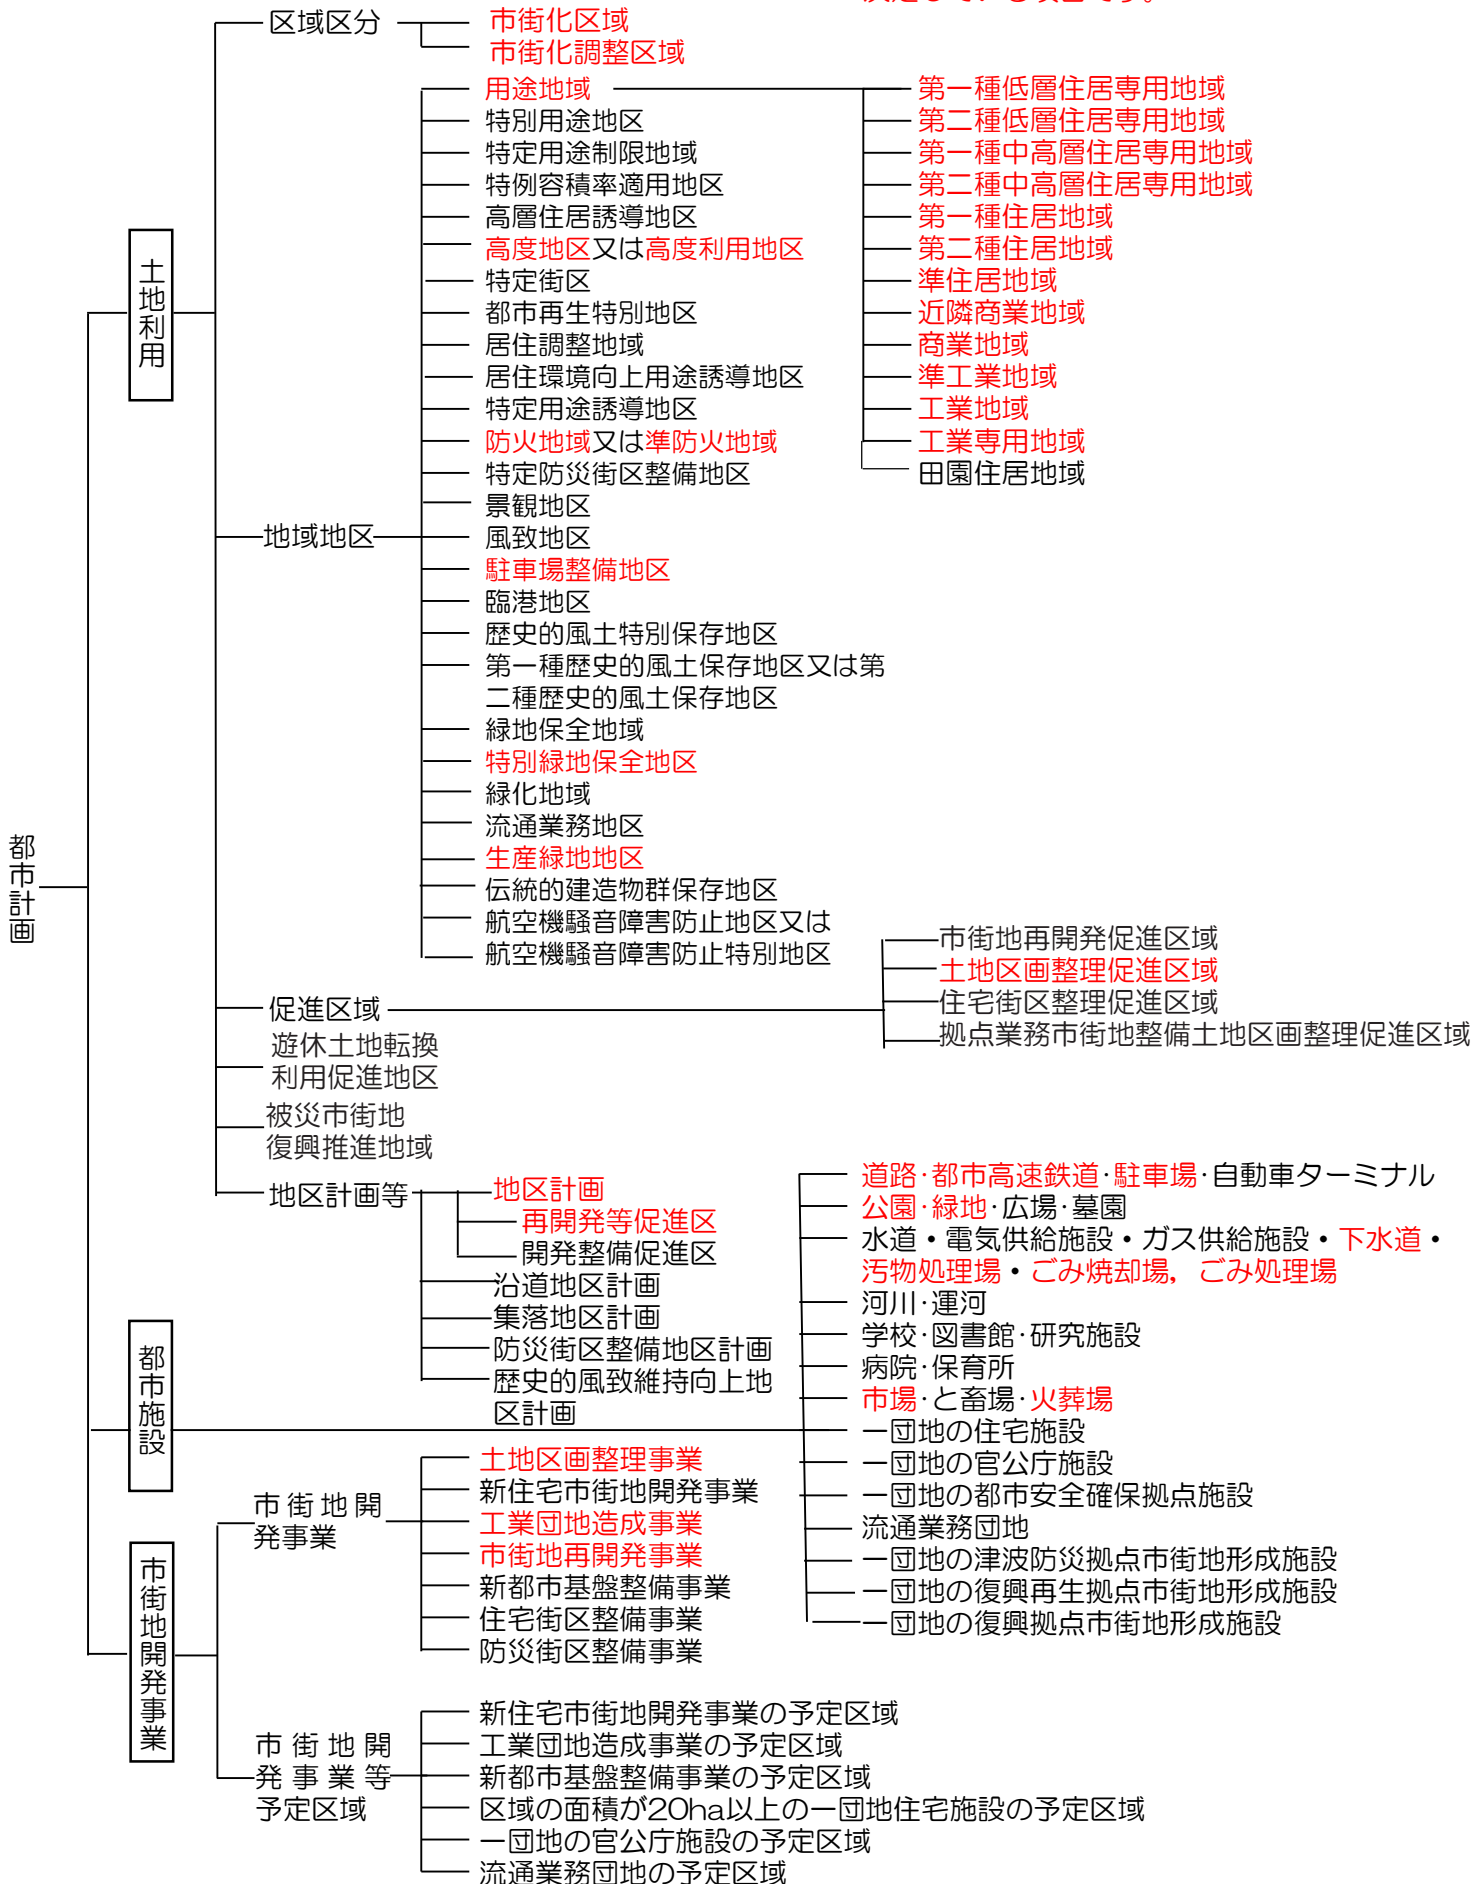 決定している項目です。
都市計画
土地利用
区域区分
市街化区域
市街化調整区域
地域地区
用途地域
特別用途地区
特定用途制限地域
特例容積率適用地区
高層住居誘導地区
高度地区又は高度利用地区
特定街区
都市再生特別地区
居住調整地域
居住環境向上用途誘導地区
特定用途誘導地区
防火地域又は準防火地域
特定防災街区整備地区
景観地区
風致地区
駐車場整備地区
臨港地区
歴史的風土特別保存地区
第一種歴史的風土保存地区又は第
二種歴史的風土保存地区
緑地保全地域
特別緑地保全地区
緑化地域
流通業務地区
生産緑地地区
伝統的建造物群保存地区
航空機騒音障害防止地区又は
航空機騒音障害防止特別地区
第一種低層住居専用地域
第二種低層住居専用地域
第一種中高層住居専用地域
第二種中高層住居専用地域
第一種住居地域
第二種住居地域
準住居地域
近隣商業地域
商業地域
準工業地域
工業地域
工業専用地域
田園住居地域
促進区域
市街地再開発促進区域
土地区画整理促進区域
住宅街区整理促進区域
拠点業務市街地整備土地区画整理促進区域
遊休土地転換
利用促進地区
被災市街地
復興推進地域
地区計画等
地区計画
再開発等促進区
開発整備促進区
沿道地区計画
集落地区計画
防災街区整備地区計画
歴史的風致維持向上地
区計画
都市施設
道路・都市高速鉄道・駐車場・自動車ターミナル
公園・緑地・広場・墓園
水道・電気供給施設・ガス供給施設・下水道・
汚物処理場・ごみ焼却場，ごみ処理場
河川・運河
学校・図書館・研究施設
病院・保育所
市場・と畜場・火葬場
一団地の住宅施設
一団地の官公庁施設
一団地の都市安全確保拠点施設
流通業務団地
一団地の津波防災拠点市街地形成施設
一団地の復興再生拠点市街地形成施設
一団地の復興拠点市街地形成施設
市街地開発事業
市街地開
発事業
土地区画整理事業
新住宅市街地開発事業
工業団地造成事業
市街地再開発事業
新都市基盤整備事業
住宅街区整備事業
防災街区整備事業
市街地開
発事業等
予定区域
新住宅市街地開発事業の予定区域
工業団地造成事業の予定区域
新都市基盤整備事業の予定区域
区域の面積が20ha以上の一団地住宅施設の予定区域
一団地の官公庁施設の予定区域
流通業務団地の予定区域